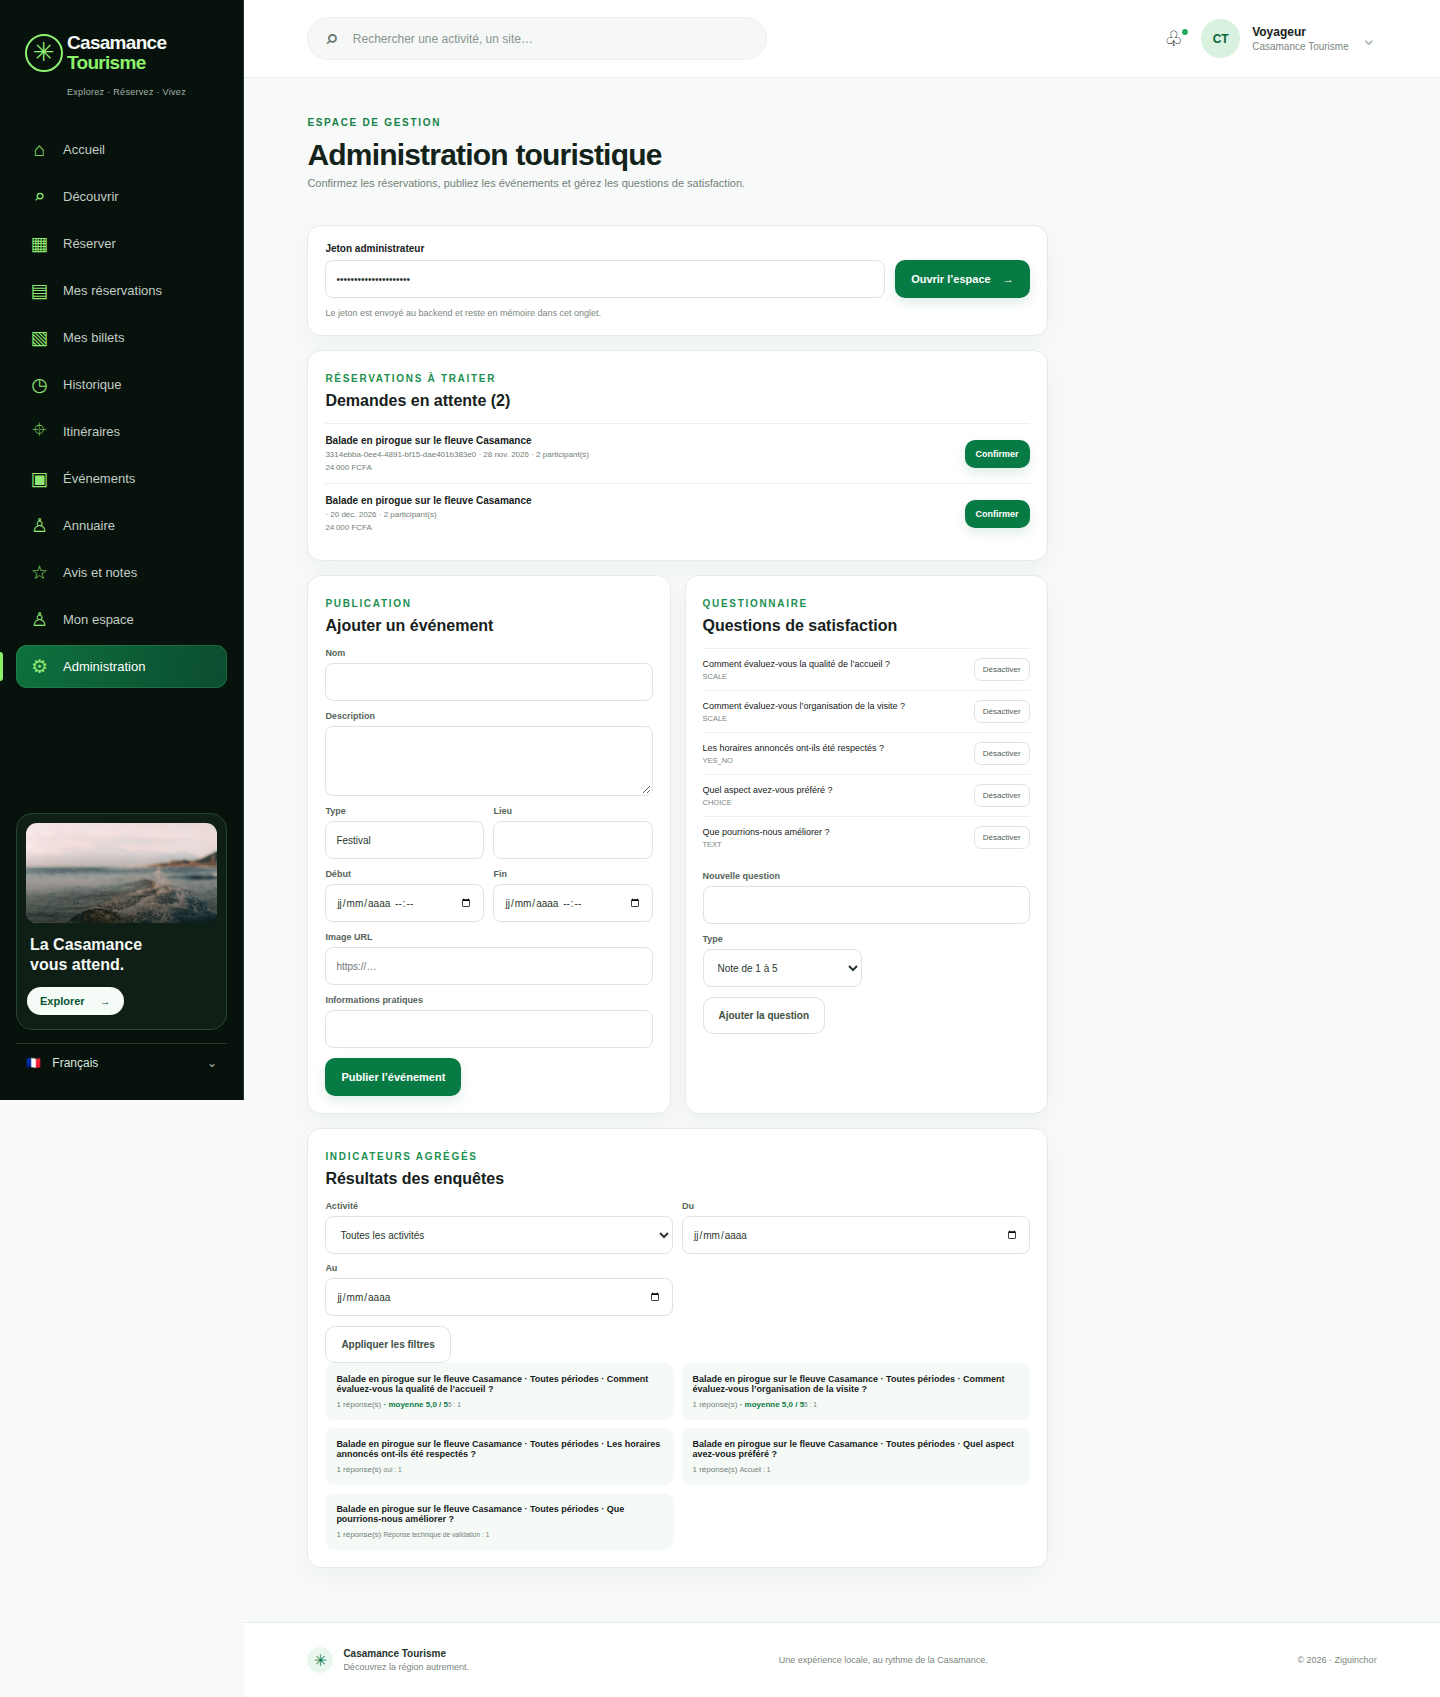 Casamance
Tourisme
Explorez · Réservez · Vivez
Accueil
Découvrir
Réserver
Mes réservations
Mes billets
Historique
Itinéraires
Événements
Annuaire
Avis et notes
Mon espace
Administration
La Casamance
vous attend.
Explorer →
Français
Rechercher une activité, un site…
CT
Voyageur
Casamance Tourisme
ESPACE DE GESTION
Administration touristique
Confirmez les réservations, publiez les événements et gérez les questions de satisfaction.
Jeton administrateur
•••••••••••••••••••••
Ouvrir l’espace →
Le jeton est envoyé au backend et reste en mémoire dans cet onglet.
RÉSERVATIONS À TRAITER
Demandes en attente (2)
Balade en pirogue sur le fleuve Casamance
3314ebba-0ee4-4891-bf15-dae401b383e0 · 28 nov. 2026 · 2 participant(s)
24 000 FCFA
Confirmer
Balade en pirogue sur le fleuve Casamance
· 20 déc. 2026 · 2 participant(s)
24 000 FCFA
Confirmer
PUBLICATION
Ajouter un événement
Nom
Description
Type
Lieu
Festival
Début
Fin
jj/mm/aaaa --:--
jj/mm/aaaa --:--
Image URL
https://…
Informations pratiques
Publier l’événement
QUESTIONNAIRE
Questions de satisfaction
Comment évaluez-vous la qualité de l’accueil ?
SCALE
Désactiver
Comment évaluez-vous l’organisation de la visite ?
SCALE
Désactiver
Les horaires annoncés ont-ils été respectés ?
YES_NO
Désactiver
Quel aspect avez-vous préféré ?
CHOICE
Désactiver
Que pourrions-nous améliorer ?
TEXT
Désactiver
Nouvelle question
Type
Note de 1 à 5
Ajouter la question
INDICATEURS AGRÉGÉS
Résultats des enquêtes
Activité
Du
Toutes les activités
jj/mm/aaaa
Au
jj/mm/aaaa
Appliquer les filtres
Balade en pirogue sur le fleuve Casamance · Toutes périodes · Comment
évaluez-vous la qualité de l’accueil ?
1 réponse(s) · moyenne 5,0 / 55 : 1
Balade en pirogue sur le fleuve Casamance · Toutes périodes · Comment
évaluez-vous l’organisation de la visite ?
1 réponse(s) · moyenne 5,0 / 55 : 1
Balade en pirogue sur le fleuve Casamance · Toutes périodes · Les horaires
annoncés ont-ils été respectés ?
1 réponse(s) oui : 1
Balade en pirogue sur le fleuve Casamance · Toutes périodes · Quel aspect
avez-vous préféré ?
1 réponse(s) Accueil : 1
Balade en pirogue sur le fleuve Casamance · Toutes périodes · Que
pourrions-nous améliorer ?
1 réponse(s) Réponse technique de validation : 1
Casamance Tourisme
Découvrez la région autrement.
Une expérience locale, au rythme de la Casamance.
© 2026 · Ziguinchor